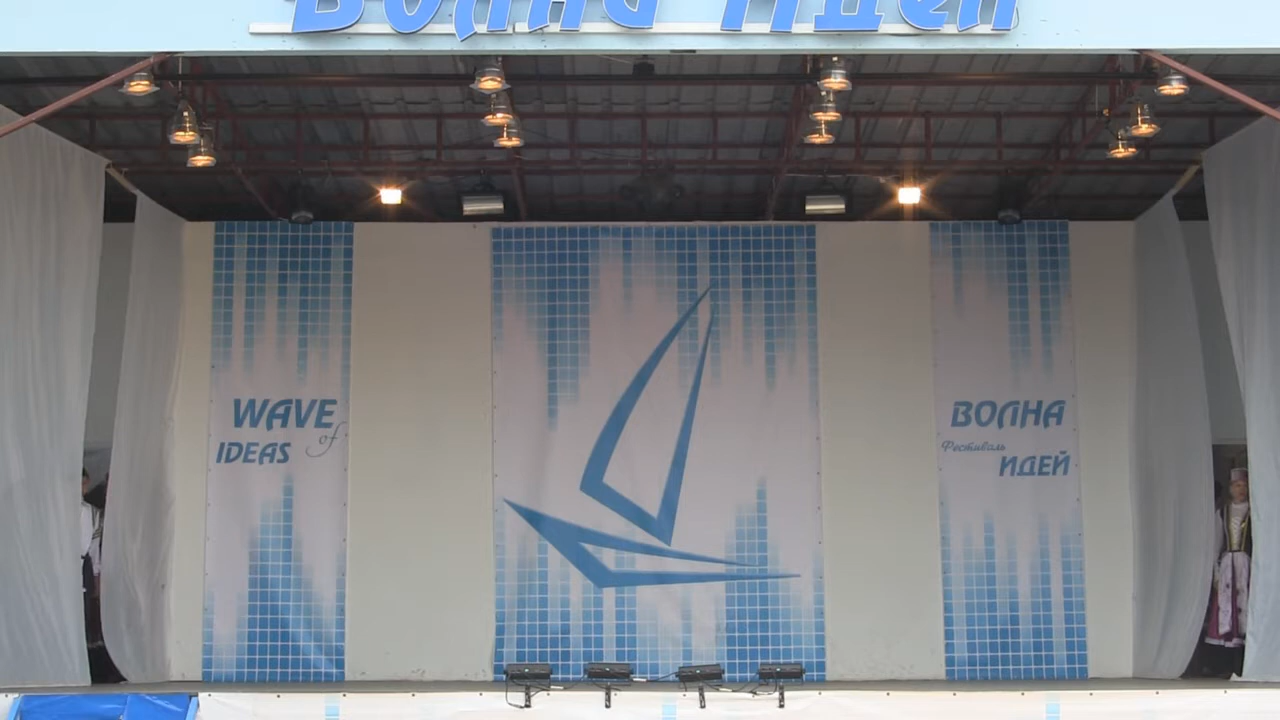 Волна Идей
WAVE
of
IDEAS
ВОЛНА
Фестиваль
ИДЕЙ